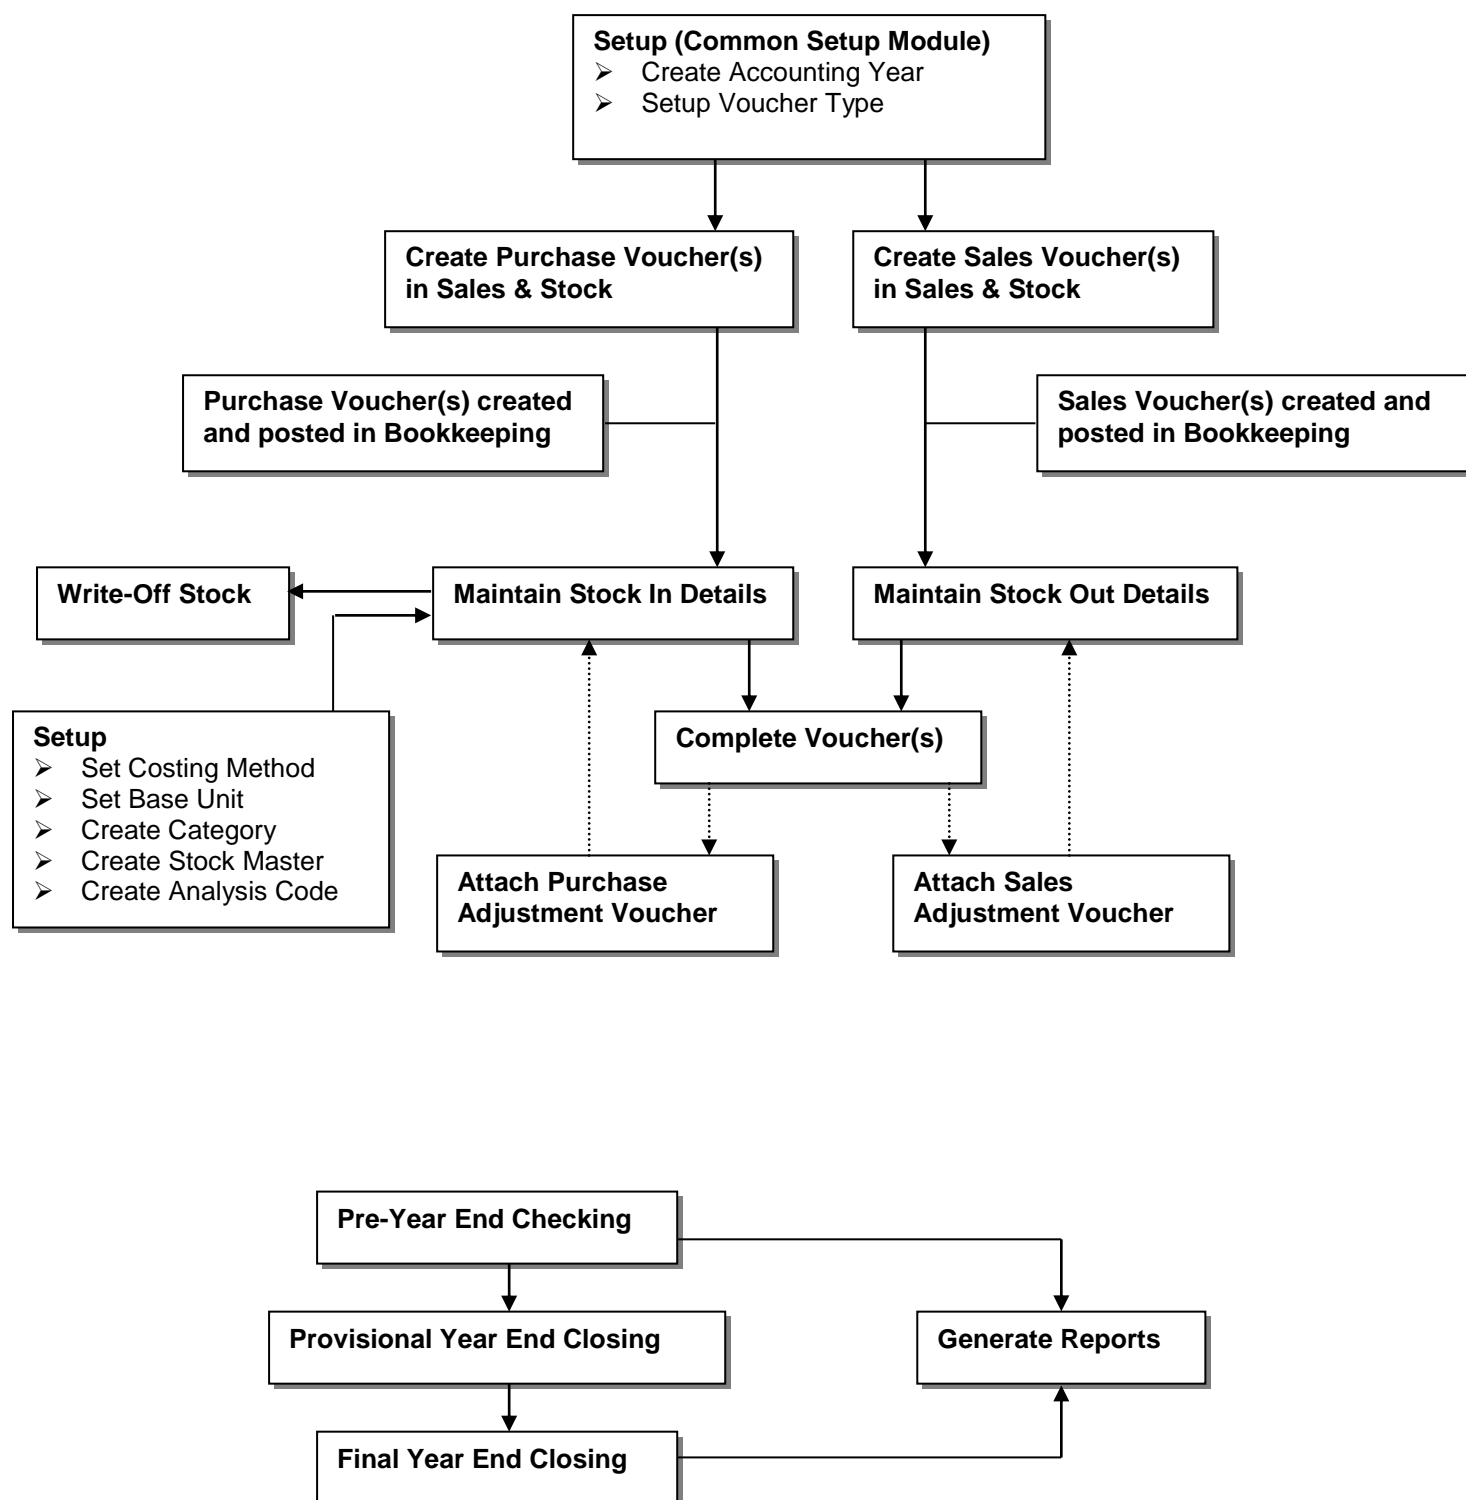 Setup (Common Setup Module)
➢ Create Accounting Year
➢ Setup Voucher Type
Create Purchase Voucher(s)
in Sales & Stock
Create Sales Voucher(s)
in Sales & Stock
Purchase Voucher(s) created
and posted in Bookkeeping
Sales Voucher(s) created and
posted in Bookkeeping
Write-Off Stock
Maintain Stock In Details
Maintain Stock Out Details
Setup
➢ Set Costing Method
➢ Set Base Unit
➢ Create Category
➢ Create Stock Master
➢ Create Analysis Code
Complete Voucher(s)
Attach Purchase
Adjustment Voucher
Attach Sales
Adjustment Voucher
Pre-Year End Checking
Provisional Year End Closing
Generate Reports
Final Year End Closing